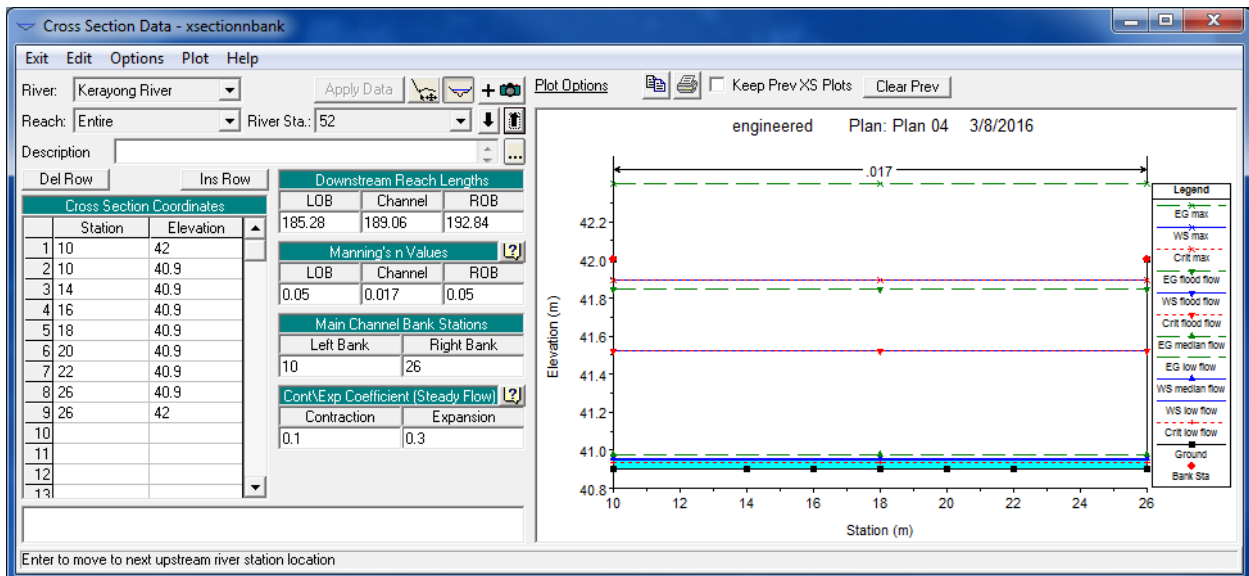 Cross Section Data - xsectionnbank
Exit Edit Options Plot Help
River: Kerayong River Apply Data
Reach: Entire River Sta.: 52
Description ...
Del Row Ins Row
Cross Section Coordinates
Station Elevation
1 10 42
2 10 40.9
3 14 40.9
4 16 40.9
5 18 40.9
6 20 40.9
7 22 40.9
8 26 40.9
9 26 42
10
11
12
13
Downstream Reach Lengths
LOB Channel ROB
185.28 189.06 192.84
Manning's n Values
LOB Channel ROB
0.05 0.017 0.05
Main Channel Bank Stations
Left Bank Right Bank
10 26
Cont\Exp Coefficient (Steady Flow)
Contraction Expansion
0.1 0.3
Plot Options Keep Prev XS Plots Clear Prev
engineered Plan: Plan 04 3/8/2016
.017
42.2
42.0
41.8
41.6
41.4
41.2
41.0
40.8
Elevation (m)
10 12 14 16 18 20 22 24 26
Station (m)
Legend
EG max
WS max
Crit max
EG flood flow
WS flood flow
Crit flood flow
EG median flow
EG low flow
WS median flow
WS low flow
Crit low flow
Ground
Bank Sta
Enter to move to next upstream river station location